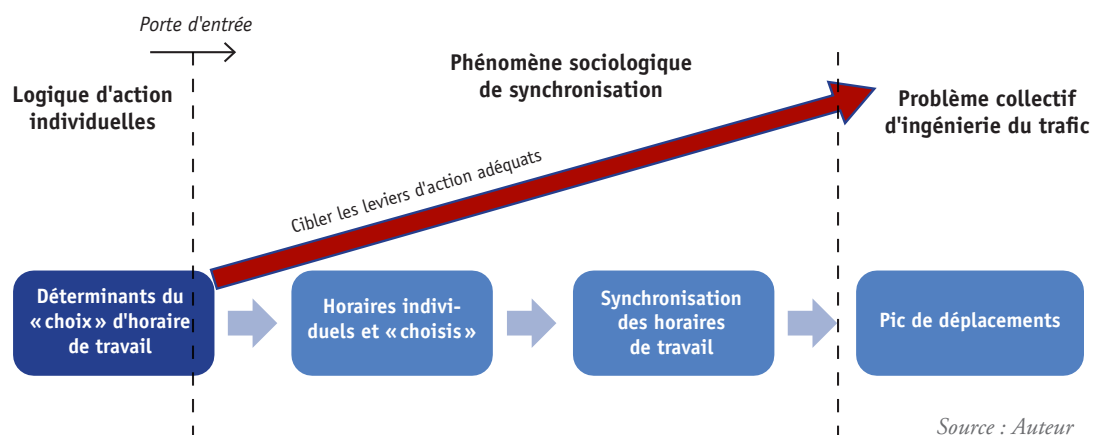 Porte d'entrée
Logique d'action
individuelles
Phénomène sociologique
de synchronisation
Problème collectif
d'ingénierie du trafic
Cibler les leviers d'action adéquats
Déterminants du
« choix » d'horaire
de travail
Horaires indivi-
duels et « choisis »
Synchronisation
des horaires
de travail
Pic de déplacements
Source : Auteur